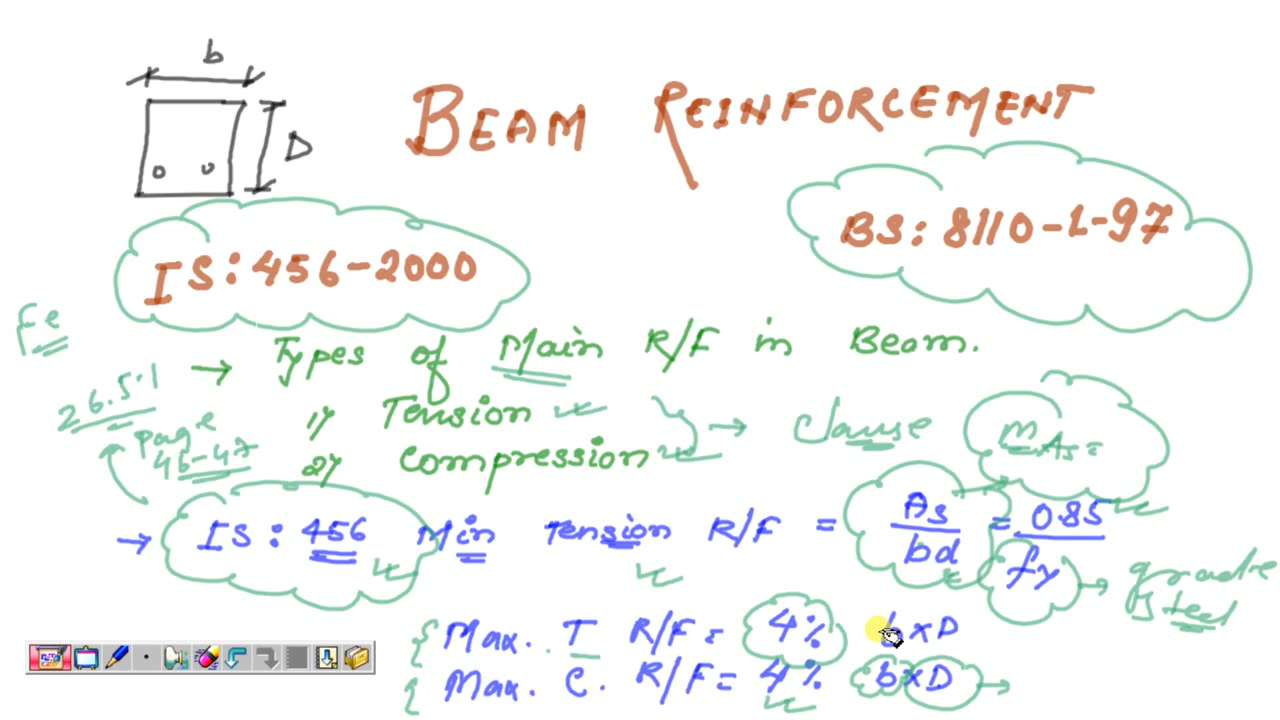 b
D
BEAM REINFORCEMENT
IS: 456-2000
BS: 8110-1-97
Fe
→ Types of Main R/F in Beam.
26.5.1
1) Tension
→ clause
page
46-47
2) Compression
As =
→ IS: 456 Min Tension R/F = As/bd = 0.85/fy
→ grade
steel
Max. T R/F = 4% b×D
Max. C. R/F = 4% b×D →